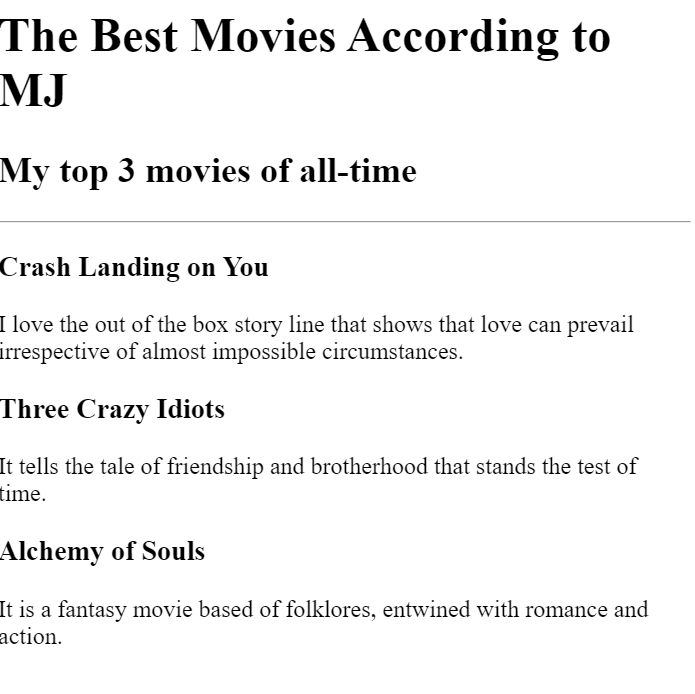 The Best Movies According to
MJ
My top 3 movies of all-time
Crash Landing on You
I love the out of the box story line that shows that love can prevail
irrespective of almost impossible circumstances.
Three Crazy Idiots
It tells the tale of friendship and brotherhood that stands the test of
time.
Alchemy of Souls
It is a fantasy movie based of folklores, entwined with romance and
action.